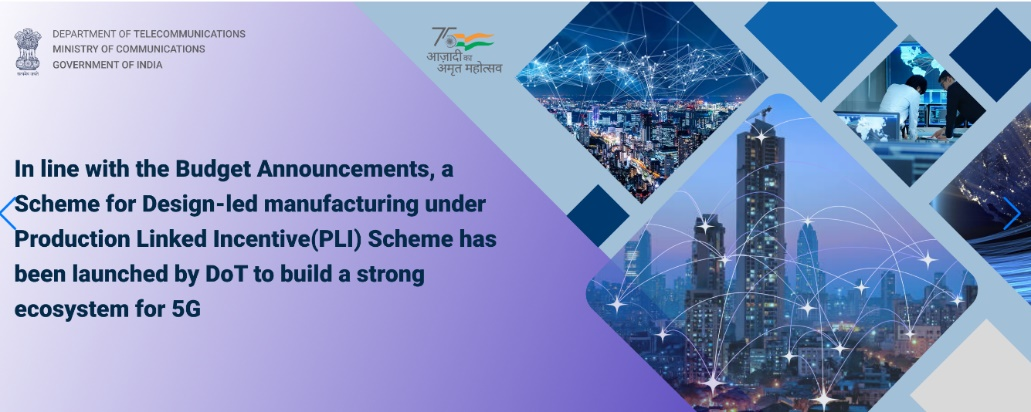 DEPARTMENT OF TELECOMMUNICATIONS
MINISTRY OF COMMUNICATIONS
GOVERNMENT OF INDIA
सत्यमेव जयते
75
आज़ादी का
अमृत महोत्सव
In line with the Budget Announcements, a
Scheme for Design-led manufacturing under
Production Linked Incentive(PLI) Scheme has
been launched by DoT to build a strong
ecosystem for 5G